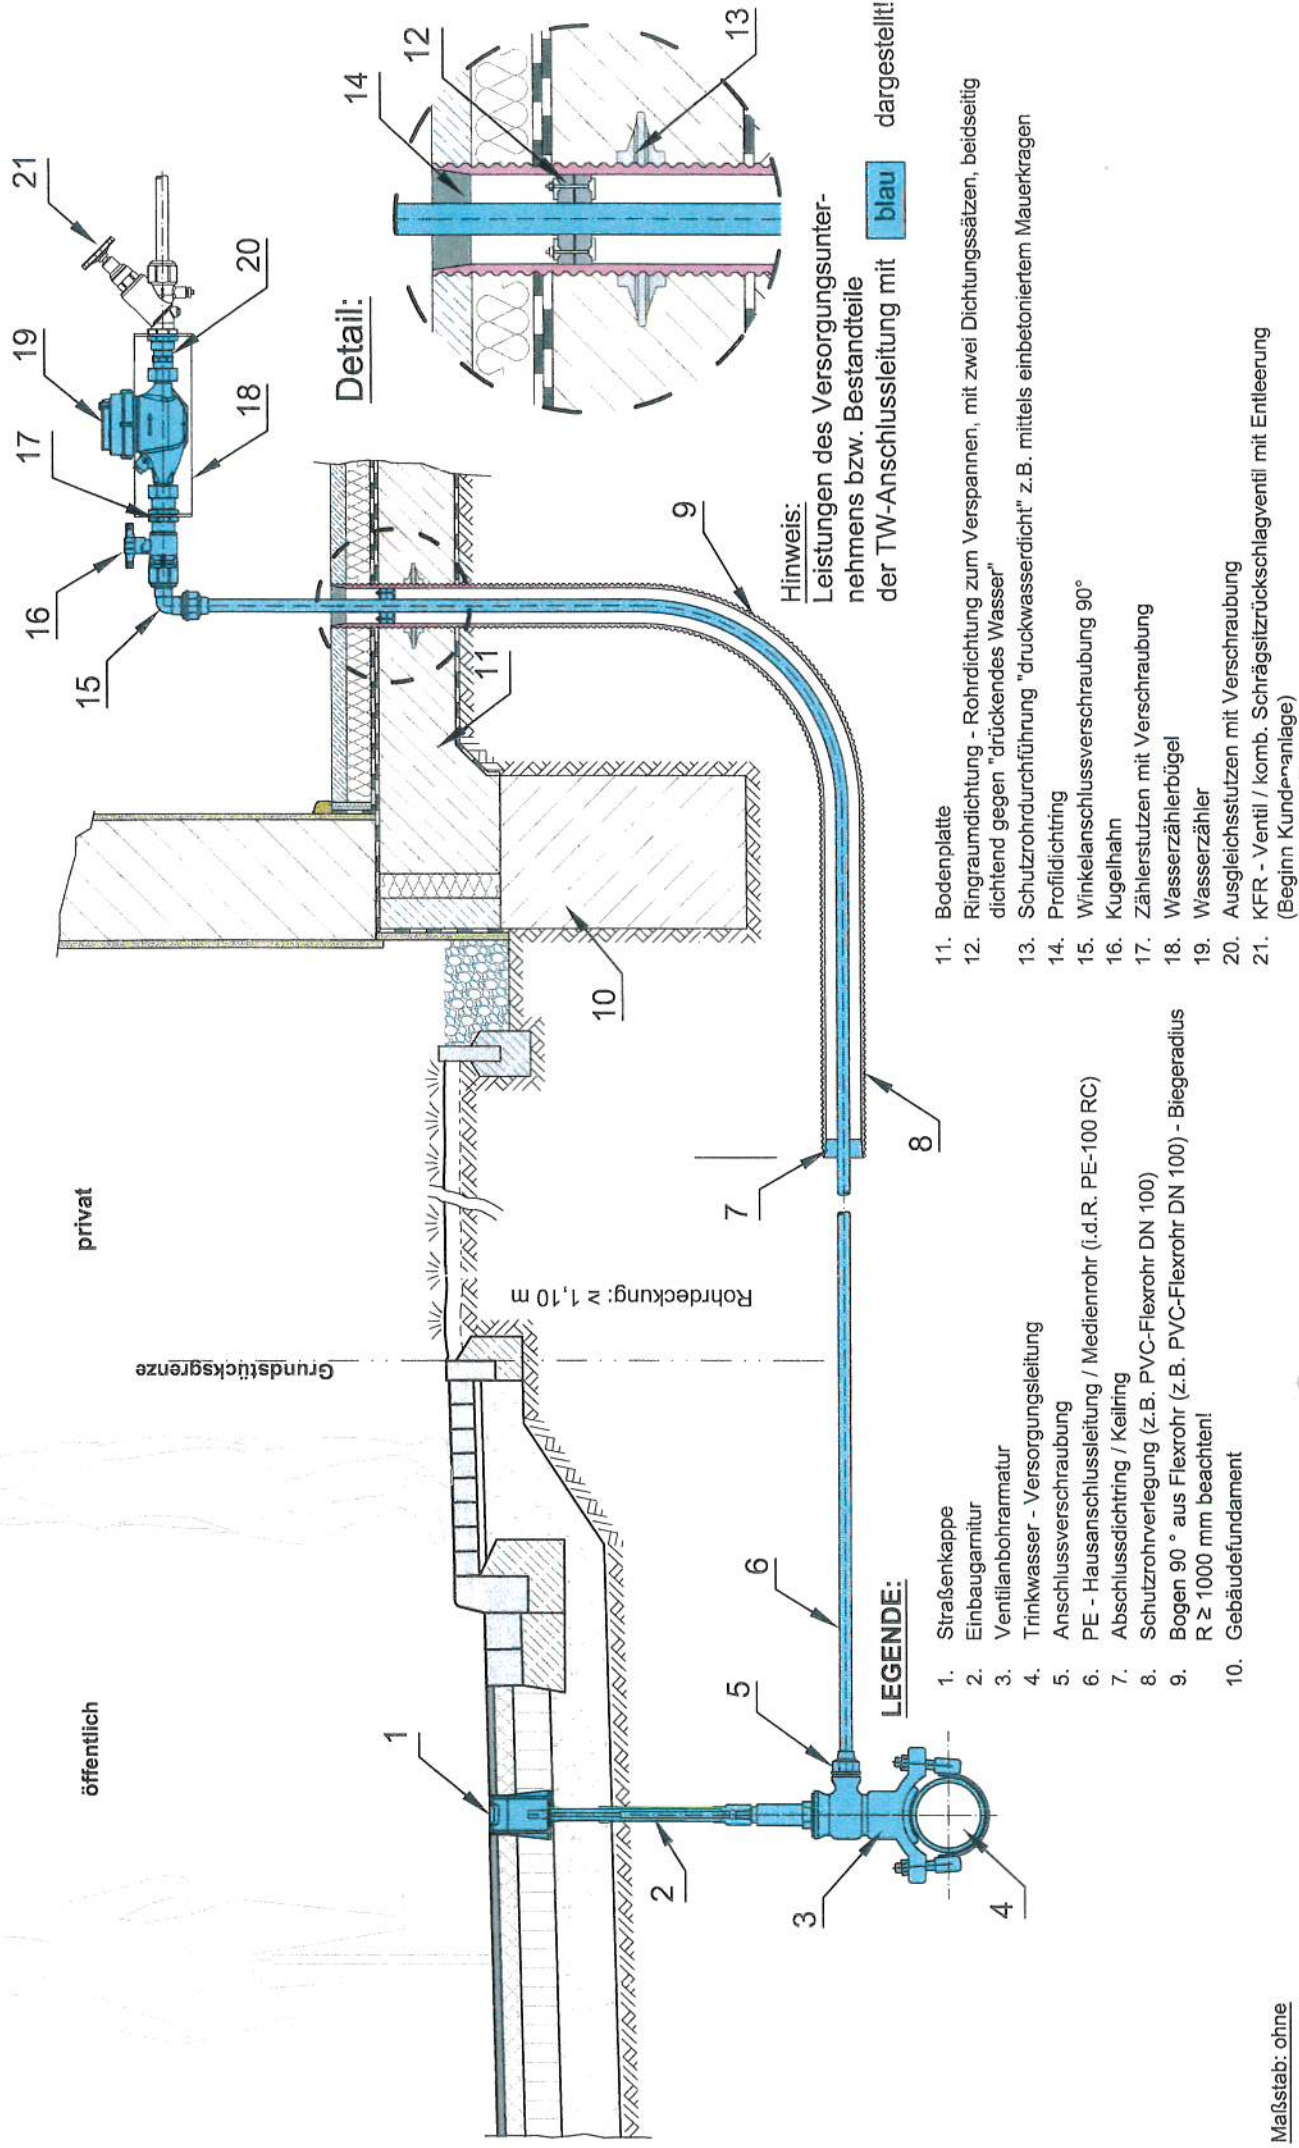 öffentlich
privat
Grundstücksgrenze
Rohrdeckung: ≥ 1,10 m
1
2
3
4
5
6
7
8
9
10
11
15
16
17
18
19
20
21
Detail:
14
12
13
Hinweis:
Leistungen des Versorgungsunter-
nehmens bzw. Bestandteile
der TW-Anschlussleitung mit blau dargestellt!
LEGENDE:
1. Straßenkappe
2. Einbaugarnitur
3. Ventilanbohrarmatur
4. Trinkwasser - Versorgungsleitung
5. Anschlussverschraubung
6. PE - Hausanschlussleitung / Medienrohr (i.d.R. PE-100 RC)
7. Abschlussdichtring / Keilring
8. Schutzrohrverlegung (z.B. PVC-Flexrohr DN 100)
9. Bogen 90 ° aus Flexrohr (z.B. PVC-Flexrohr DN 100) - Biegeradius
R ≥ 1000 mm beachten!
10. Gebäudefundament
11. Bodenplatte
12. Ringraumdichtung - Rohrdichtung zum Verspannen, mit zwei Dichtungssätzen, beidseitig
dichtend gegen "drückendes Wasser"
13. Schutzrohrdurchführung "druckwasserdicht" z.B. mittels einbetoniertem Mauerkragen
14. Profildichtring
15. Winkelanschlussverschraubung 90°
16. Kugelhahn
17. Zählerstutzen mit Verschraubung
18. Wasserzählerbügel
19. Wasserzähler
20. Ausgleichsstutzen mit Verschraubung
21. KFR - Ventil / komb. Schrägsitzrückschlagventil mit Entleerung
(Beginn Kundenanlage)
Maßstab: ohne